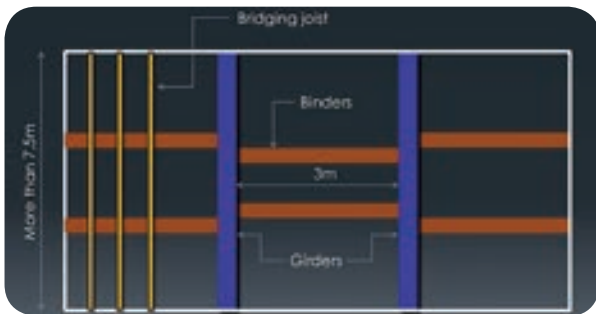 Bridging joist
Binders
More than 7.5m
3m
Girders